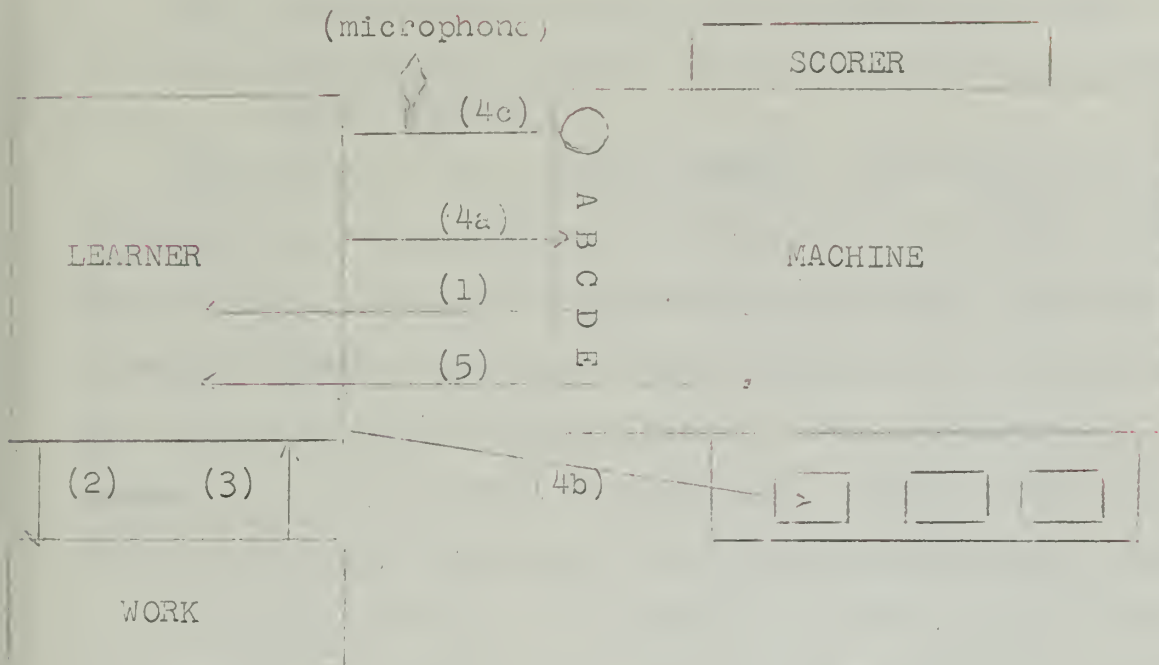 (microphone)
SCORER
(4c)
A
(4a)
B
LEARNER
MACHINE
(1)
C
D
(5)
E
(2) (3)
(4b)
>
WORK